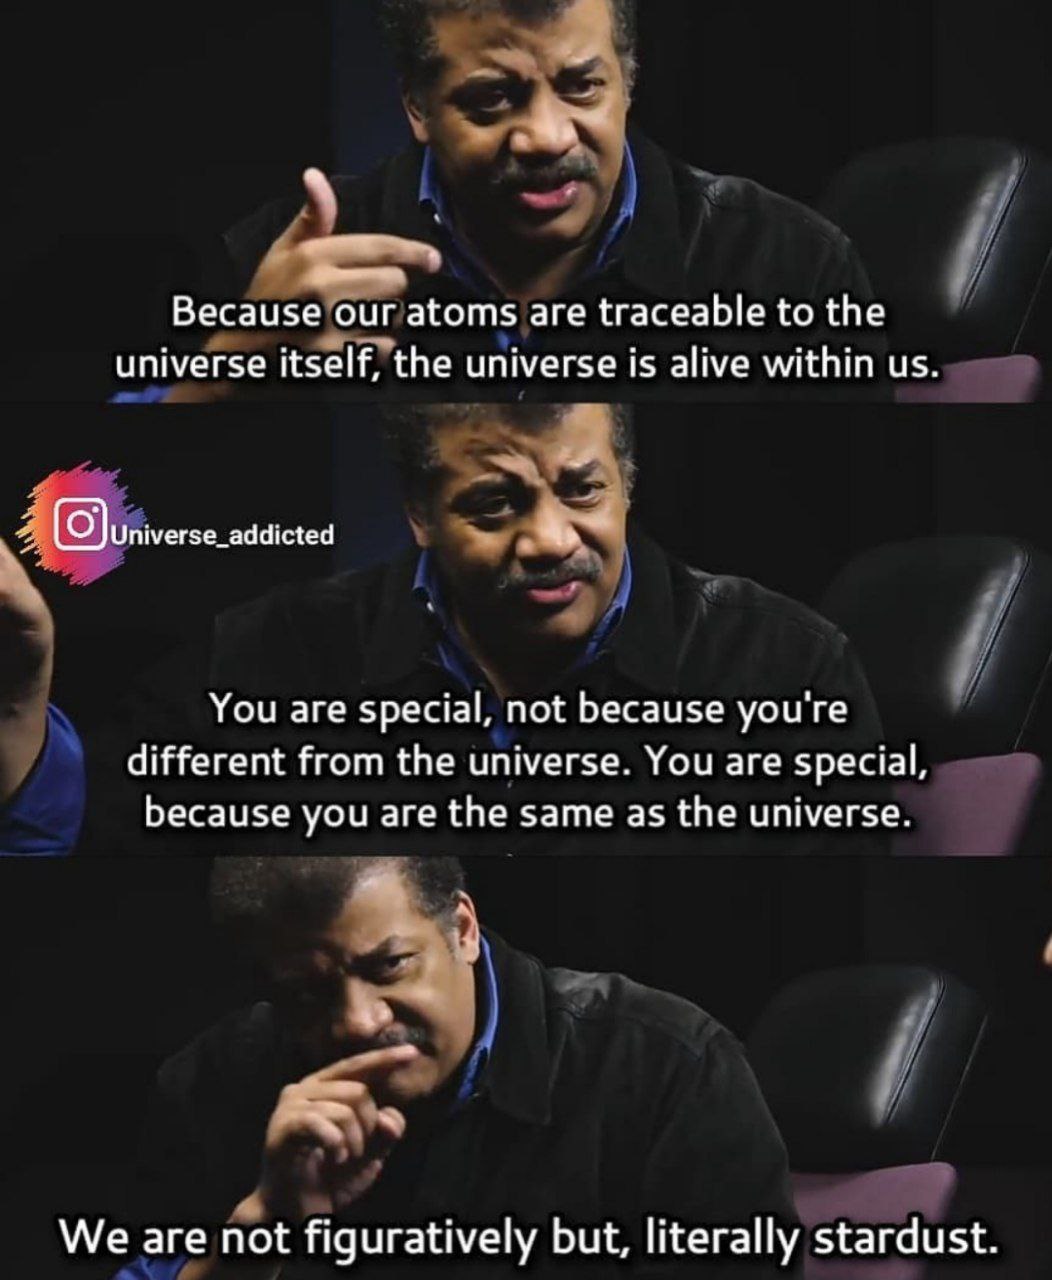 Because our atoms are traceable to the
universe itself, the universe is alive within us.
Universe_addicted
You are special, not because you're
different from the universe. You are special,
because you are the same as the universe.
We are not figuratively but, literally stardust.